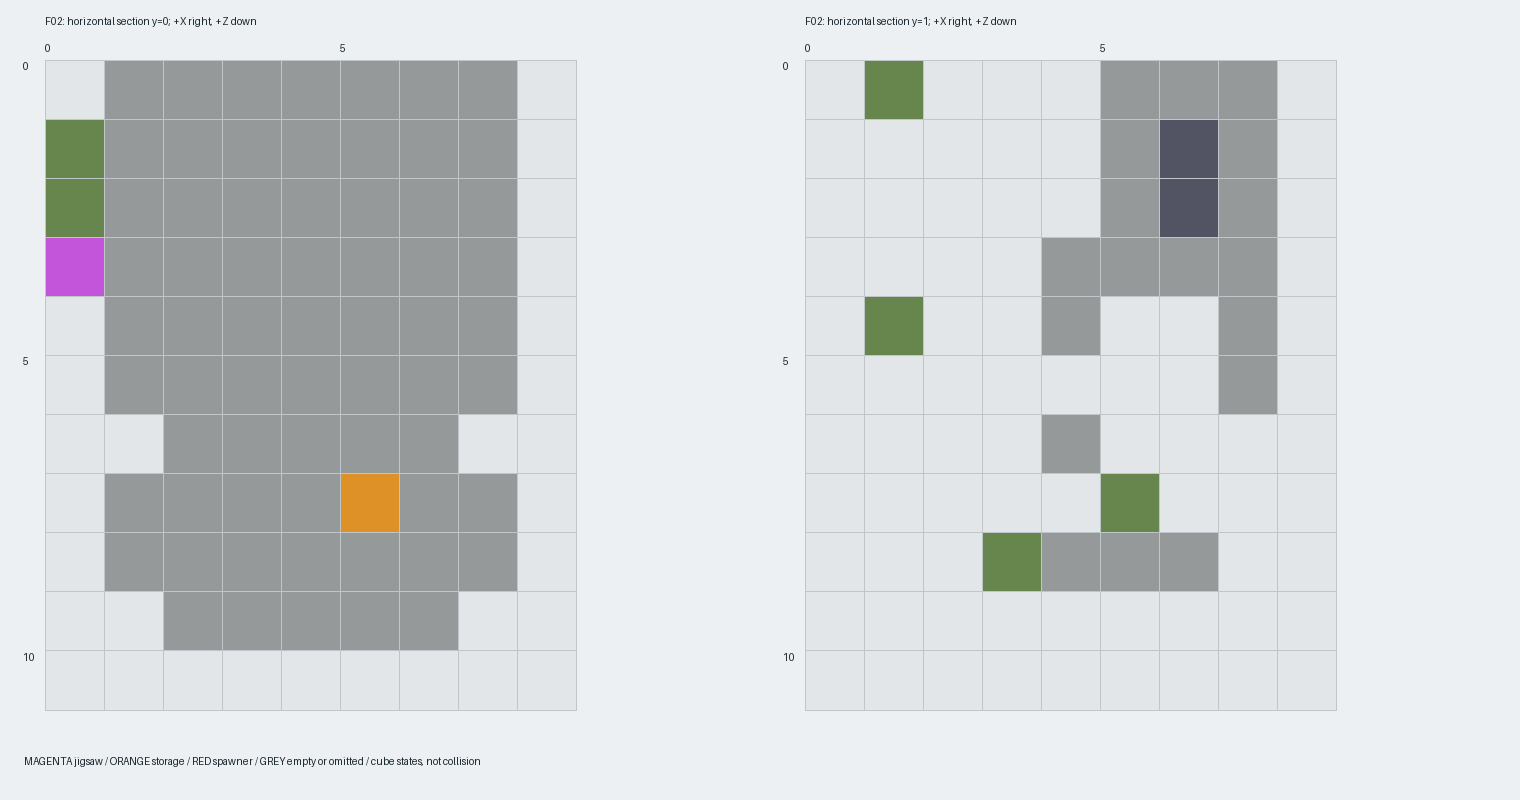 F02: horizontal section y=0; +X right, +Z down
F02: horizontal section y=1; +X right, +Z down
0 5
0 5
0
0
5
5
10
10
MAGENTA jigsaw / ORANGE storage / RED spawner / GREY empty or omitted / cube states, not collision